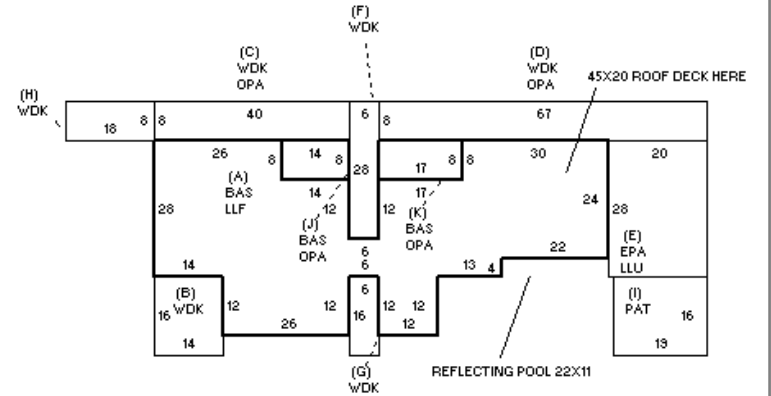 (F)
WDK
(C)
WDK
OPA
(D)
WDK
OPA
45X20 ROOF DECK HERE
(H)
WDK
18
8
8
40
6
8
67
26
8
14
8
28
17
8
8
30
20
(A)
BAS
LLF
14
12
17
12
28
24
28
(J)
BAS
OPA
(K)
BAS
OPA
(E)
EPA
LLU
22
6
6
14
13
4
(B)
WDK
16
12
12
6
16
12
12
(I)
PAT
16
26
12
14
19
(G)
WDK
REFLECTING POOL 22X11